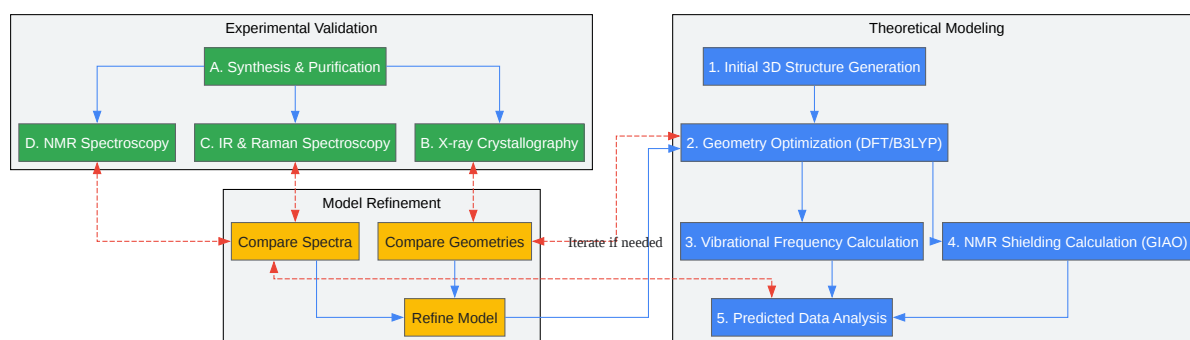 Experimental Validation
A. Synthesis & Purification
D. NMR Spectroscopy
C. IR & Raman Spectroscopy
B. X-ray Crystallography
Model Refinement
Compare Spectra
Compare Geometries
Refine Model
Iterate if needed
Theoretical Modeling
1. Initial 3D Structure Generation
2. Geometry Optimization (DFT/B3LYP)
3. Vibrational Frequency Calculation
4. NMR Shielding Calculation (GIAO)
5. Predicted Data Analysis